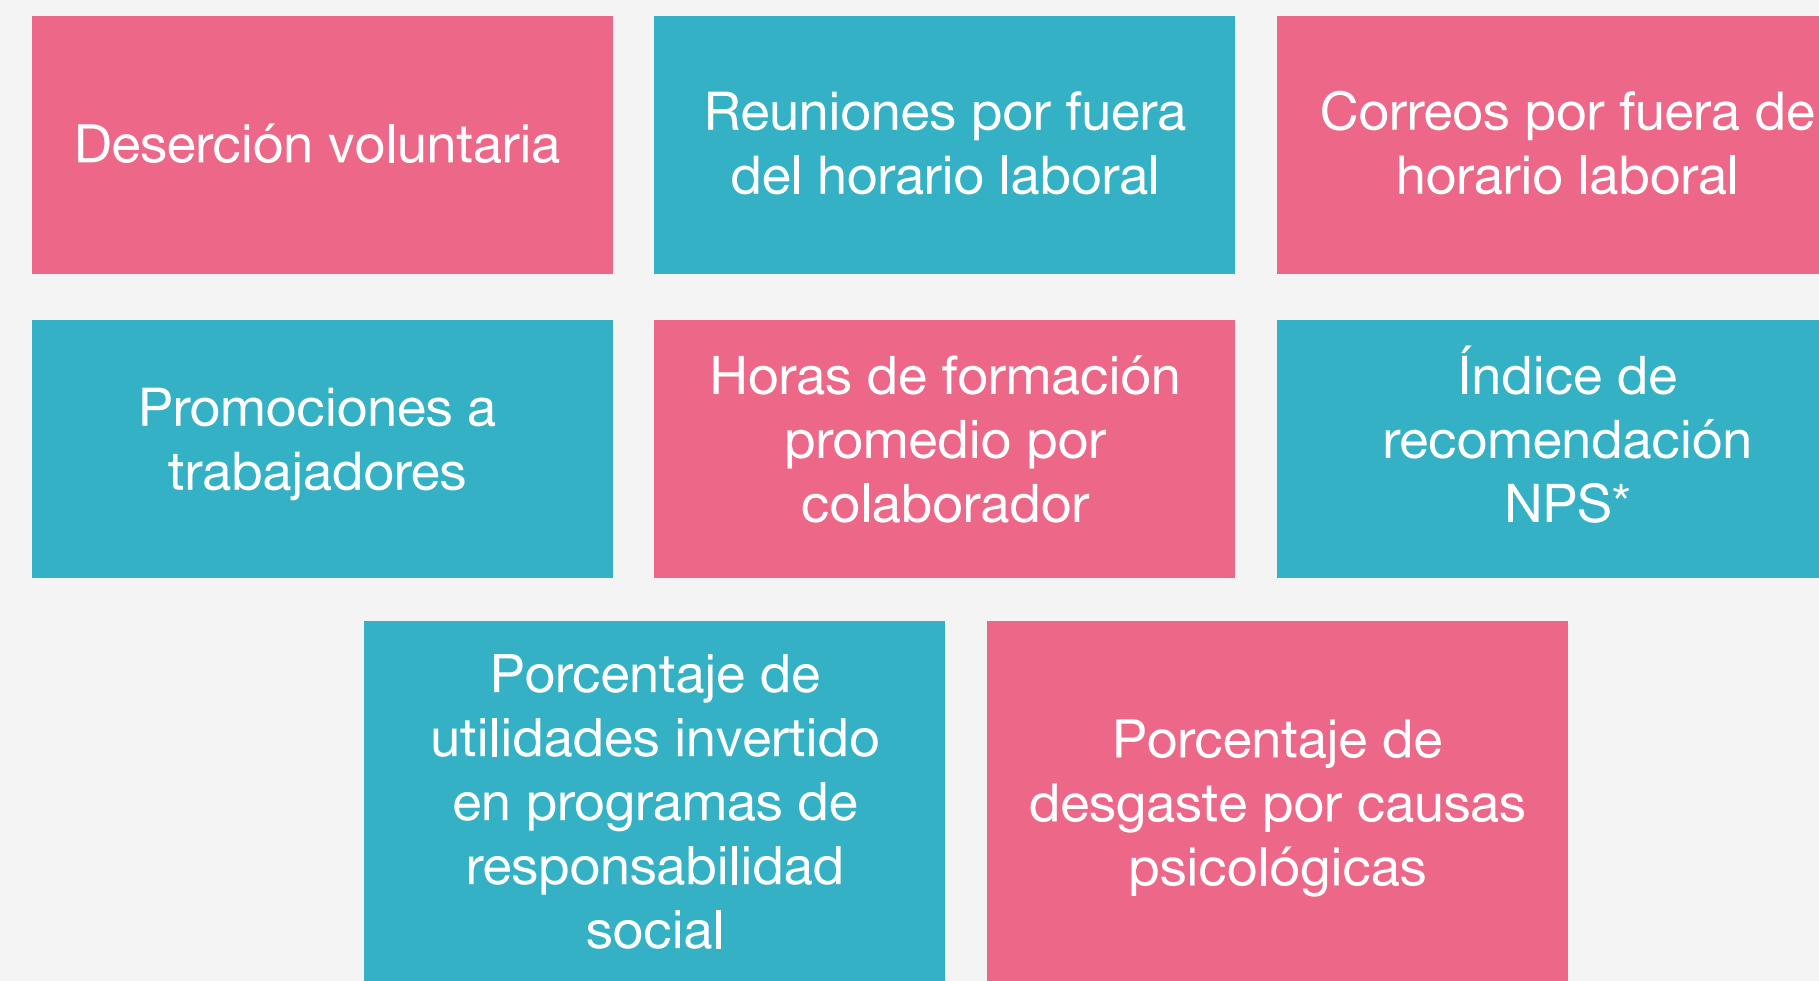 Deserción voluntaria
Reuniones por fuera
del horario laboral
Correos por fuera de
horario laboral
Promociones a
trabajadores
Horas de formación
promedio por
colaborador
Índice de
recomendación
NPS*
Porcentaje de
utilidades invertido
en programas de
responsabilidad
social
Porcentaje de
desgaste por causas
psicológicas